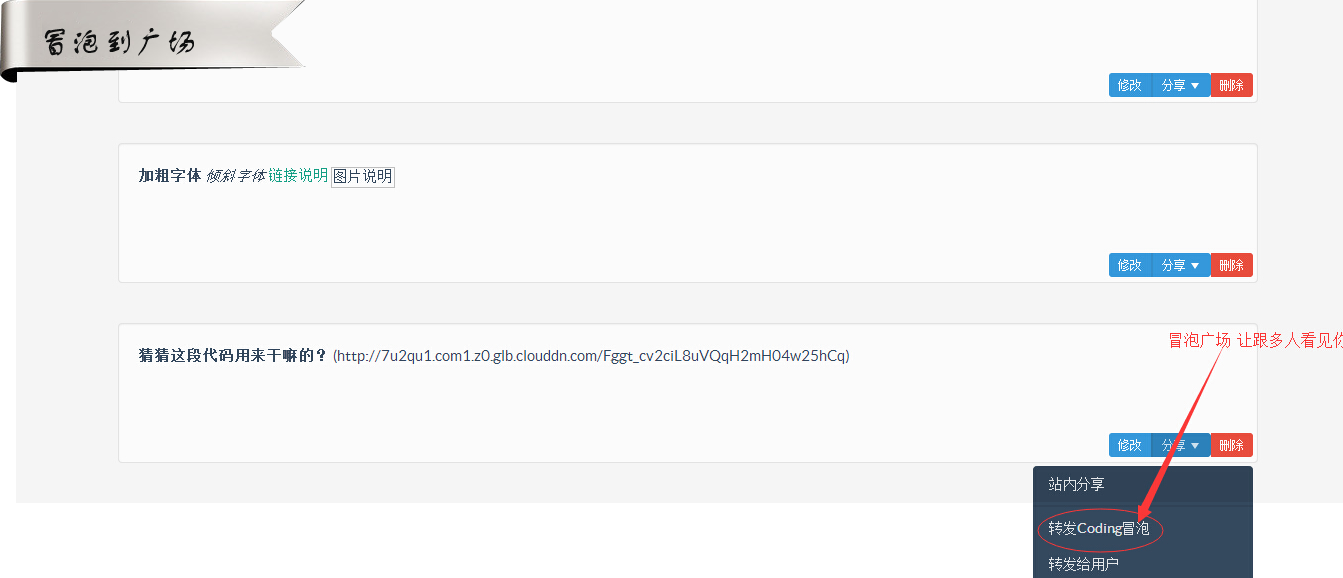 冒泡到广场
修改 分享 删除
加粗字体 倾斜字体 链接说明 图片说明
修改 分享 删除
冒泡广场 让跟多人看见你
猜猜这段代码用来干嘛的？ (http://7u2qu1.com1.z0.glb.clouddn.com/Fggt_cv2ciL8uVQqH2mH04w25hCq)
修改 分享 删除
站内分享
转发Coding冒泡
转发给用户